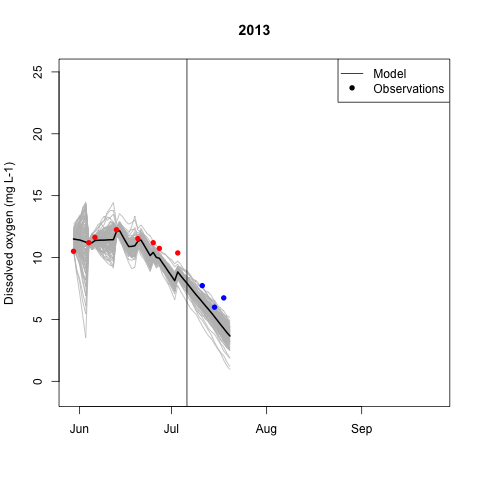 2013
Model
Observations
Dissolved oxygen (mg L-1)
25
20
15
10
5
0
Jun
Jul
Aug
Sep